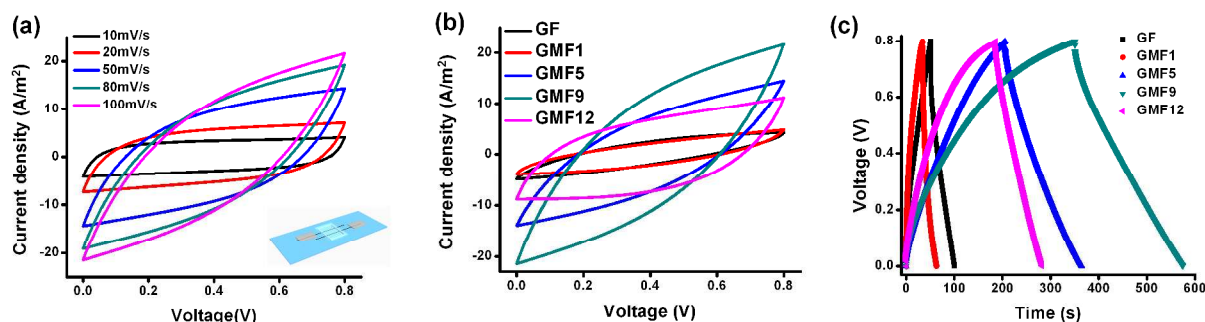 (a)
10mV/s
20mV/s
50mV/s
80mV/s
100mV/s
20
10
0
-10
-20
Current density (A/m²)
0.0 0.2 0.4 0.6 0.8
Voltage(V)
(b)
GF
GMF1
GMF5
GMF9
GMF12
20
10
0
-10
-20
Current density (A/m²)
0.0 0.2 0.4 0.6 0.8
Voltage (V)
(c)
GF
GMF1
GMF5
GMF9
GMF12
0.8
0.6
0.4
0.2
0.0
Voltage (V)
0 100 200 300 400 500 600
Time (s)